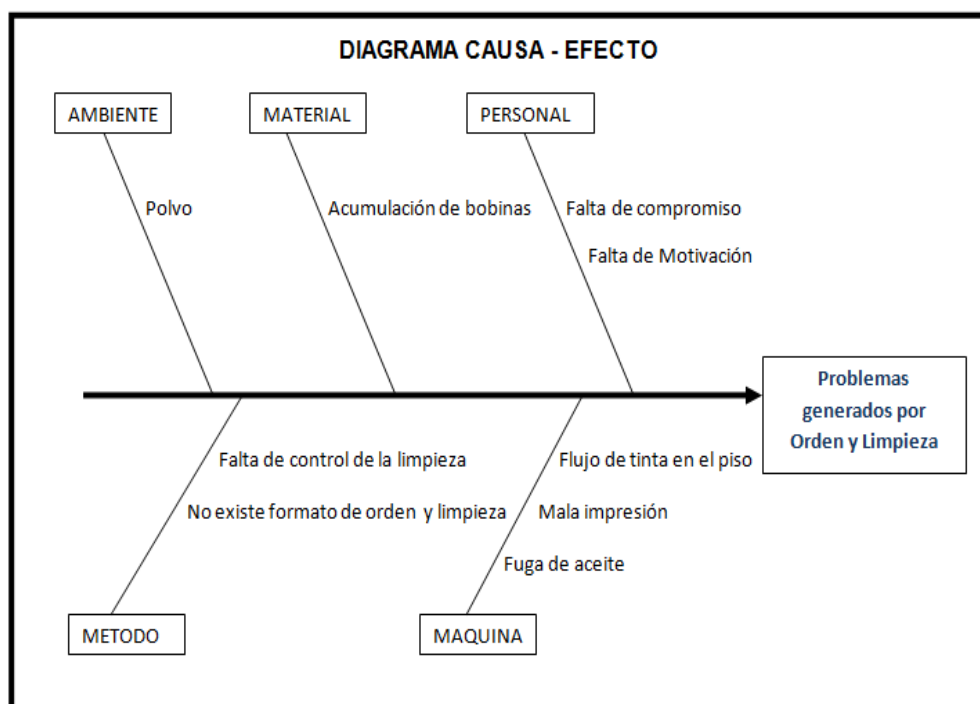 DIAGRAMA CAUSA - EFECTO
AMBIENTE
MATERIAL
PERSONAL
Polvo
Acumulación de bobinas
Falta de compromiso
Falta de Motivación
Problemas
generados por
Orden y Limpieza
Falta de control de la limpieza
No existe formato de orden y limpieza
Flujo de tinta en el piso
Mala impresión
Fuga de aceite
METODO
MAQUINA